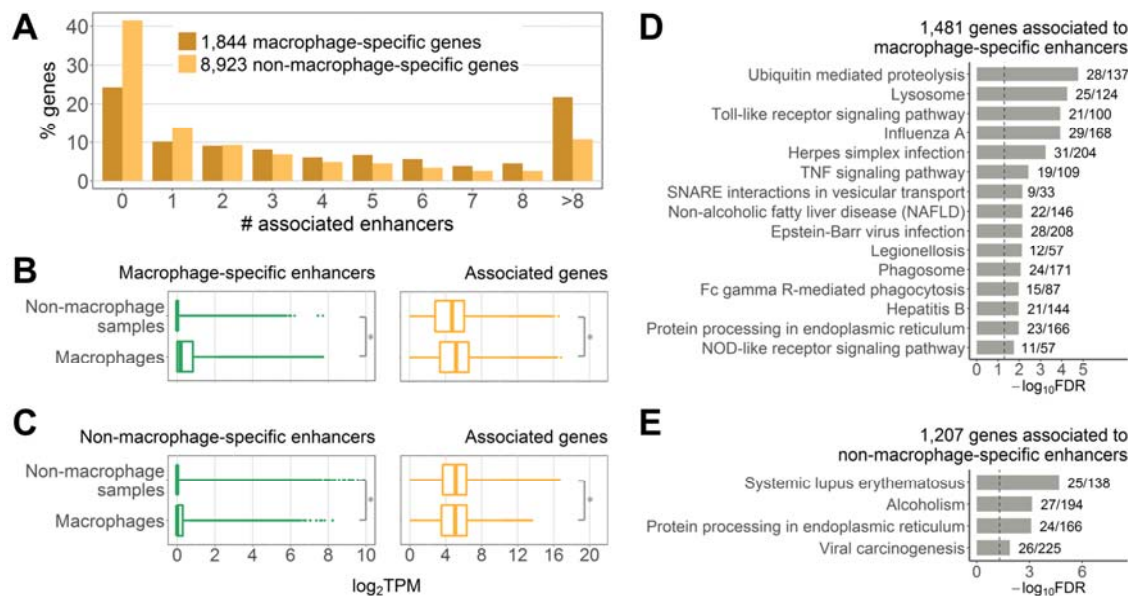 A
1,844 macrophage-specific genes
8,923 non-macrophage-specific genes
% genes
40
30
20
10
0
0 1 2 3 4 5 6 7 8 >8
# associated enhancers
B
Macrophage-specific enhancers
Associated genes
Non-macrophage
samples
Macrophages
*
*
C
Non-macrophage-specific enhancers
Associated genes
Non-macrophage
samples
Macrophages
*
*
0 2 4 6 8 10
0 4 8 12 16 20
log2TPM
D
1,481 genes associated to
macrophage-specific enhancers
Ubiquitin mediated proteolysis 28/137
Lysosome 25/124
Toll-like receptor signaling pathway 21/100
Influenza A 29/168
Herpes simplex infection 31/204
TNF signaling pathway 19/109
SNARE interactions in vesicular transport 9/33
Non-alcoholic fatty liver disease (NAFLD) 22/146
Epstein-Barr virus infection 28/208
Legionellosis 12/57
Phagosome 24/171
Fc gamma R-mediated phagocytosis 15/87
Hepatitis B 21/144
Protein processing in endoplasmic reticulum 23/166
NOD-like receptor signaling pathway 11/57
0 1 2 3 4 5
−log10FDR
E
1,207 genes associated to
non-macrophage-specific enhancers
Systemic lupus erythematosus 25/138
Alcoholism 27/194
Protein processing in endoplasmic reticulum 24/166
Viral carcinogenesis 26/225
0 3 6
−log10FDR